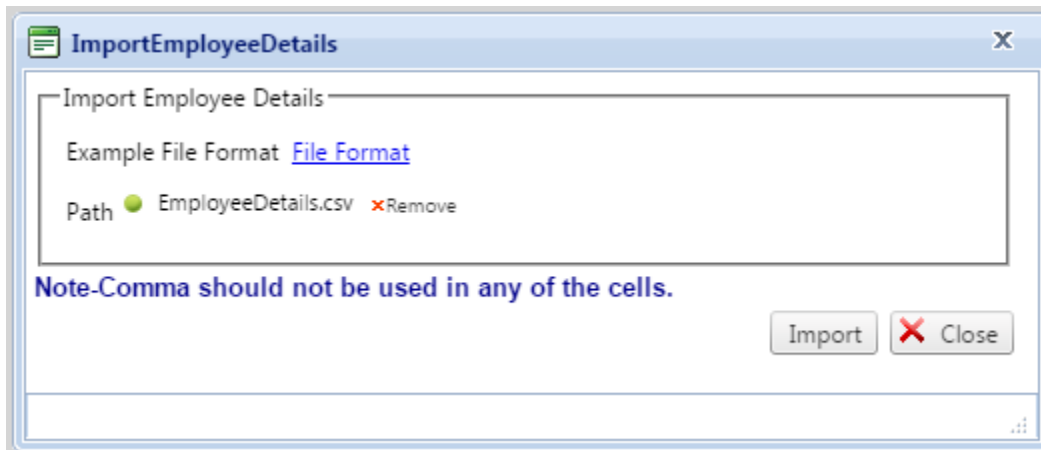 ImportEmployeeDetails
Import Employee Details
Example File Format File Format
Path EmployeeDetails.csv Remove
Note-Comma should not be used in any of the cells.
Import Close